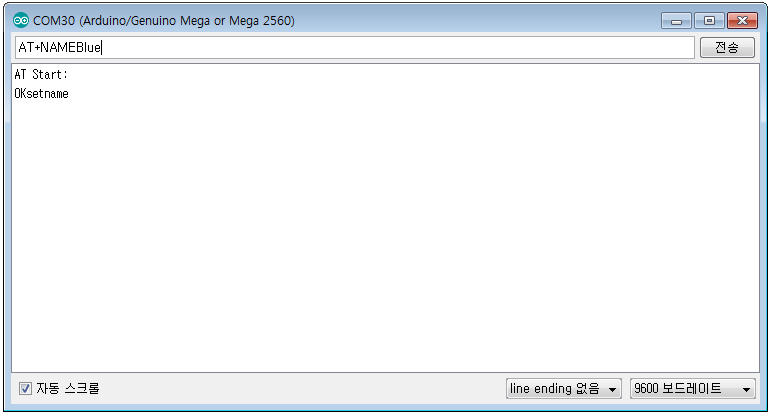 COM30 (Arduino/Genuino Mega or Mega 2560)
AT+NAMEBlue
전송
AT Start:
OKsetname
자동 스크롤
line ending 없음
9600 보드레이트